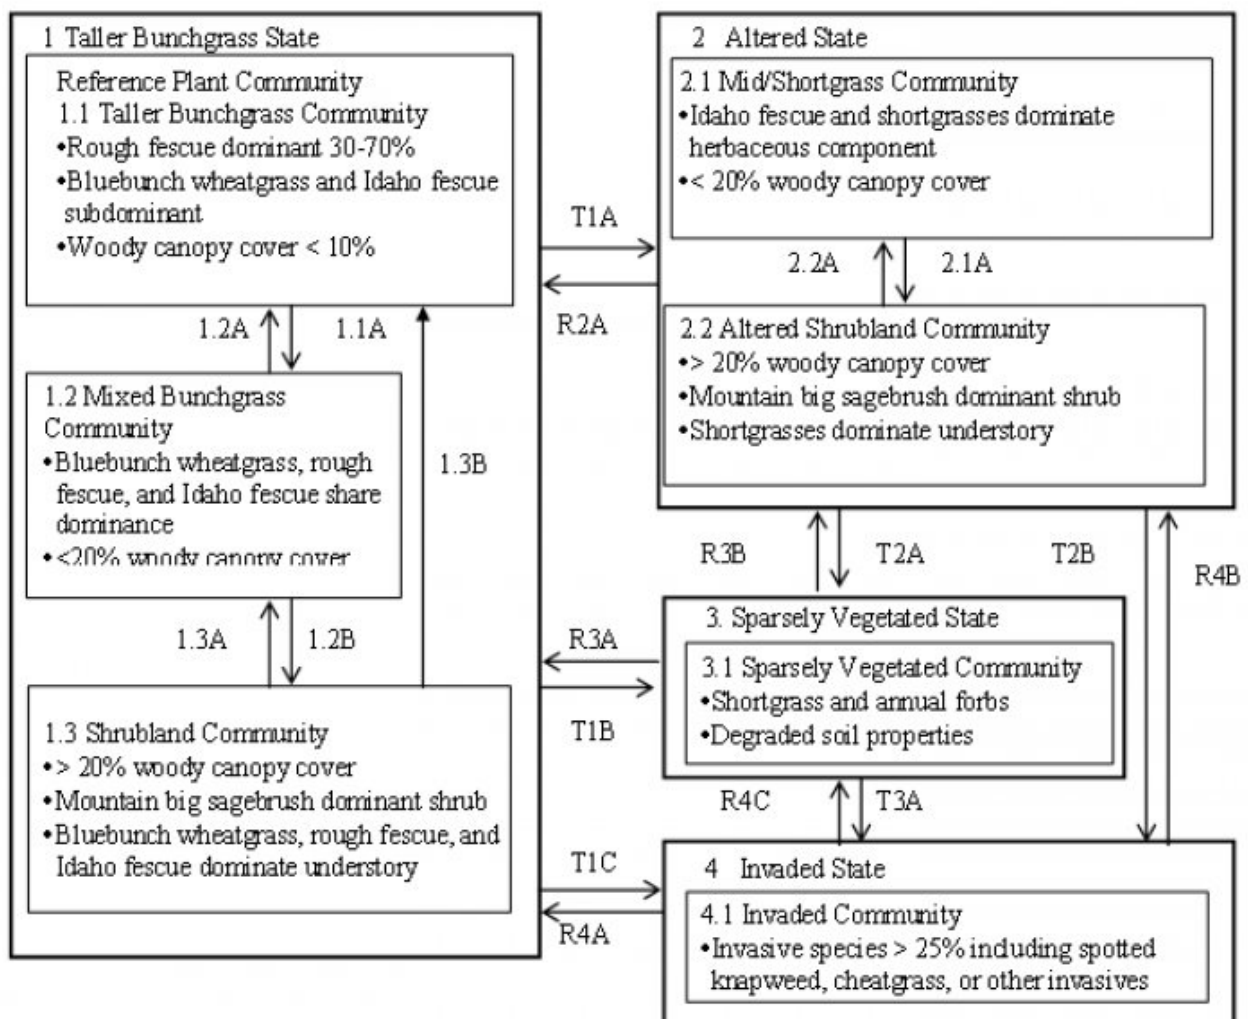 1 Taller Bunchgrass State
Reference Plant Community
1.1 Taller Bunchgrass Community
•Rough fescue dominant 30-70%
•Bluebunch wheatgrass and Idaho fescue
subdominant
•Woody canopy cover < 10%
1.2A
1.1A
1.2 Mixed Bunchgrass
Community
•Bluebunch wheatgrass, rough
fescue, and Idaho fescue share
dominance
•<20% woody canopy cover
1.3B
1.3A
1.2B
1.3 Shrubland Community
•> 20% woody canopy cover
•Mountain big sagebrush dominant shrub
•Bluebunch wheatgrass, rough fescue, and
Idaho fescue dominate understory
T1A
R2A
R3A
T1B
T1C
R4A
2 Altered State
2.1 Mid/Shortgrass Community
•Idaho fescue and shortgrasses dominate
herbaceous component
•< 20% woody canopy cover
2.2A
2.1A
2.2 Altered Shrubland Community
•> 20% woody canopy cover
•Mountain big sagebrush dominant shrub
•Shortgrasses dominate understory
R3B
T2A
T2B
R4B
3. Sparsely Vegetated State
3.1 Sparsely Vegetated Community
•Shortgrass and annual forbs
•Degraded soil properties
R4C
T3A
4 Invaded State
4.1 Invaded Community
•Invasive species > 25% including spotted
knapweed, cheatgrass, or other invasives